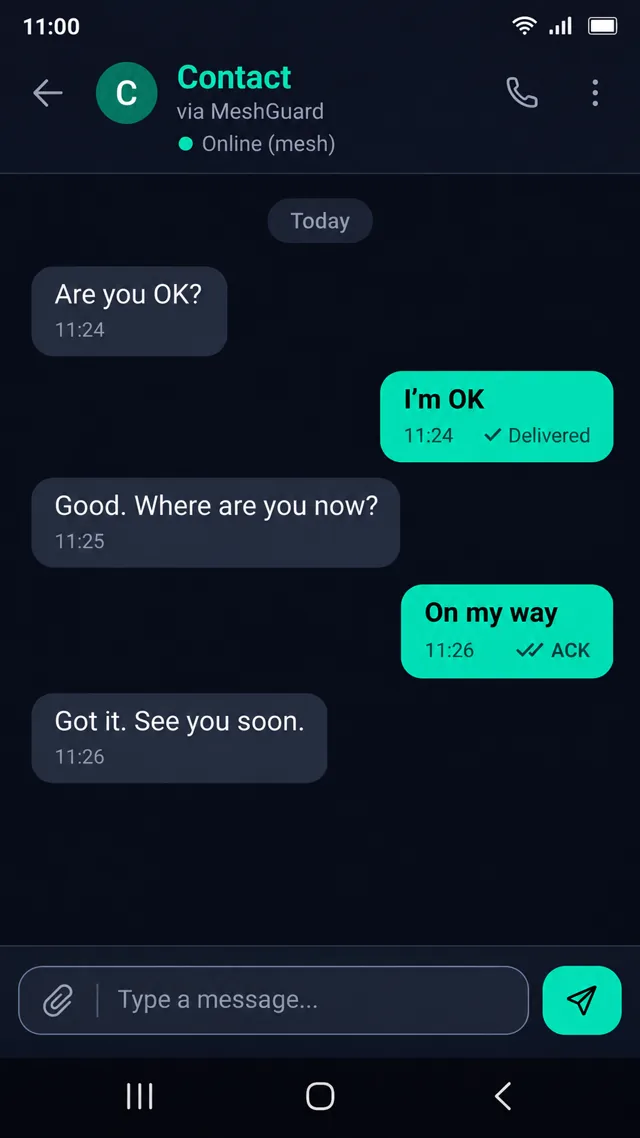 11:00
C
Contact
via MeshGuard
Online (mesh)
Today
Are you OK?
11:24
I’m OK
11:24 Delivered
Good. Where are you now?
11:25
On my way
11:26 ACK
Got it. See you soon.
11:26
Type a message...